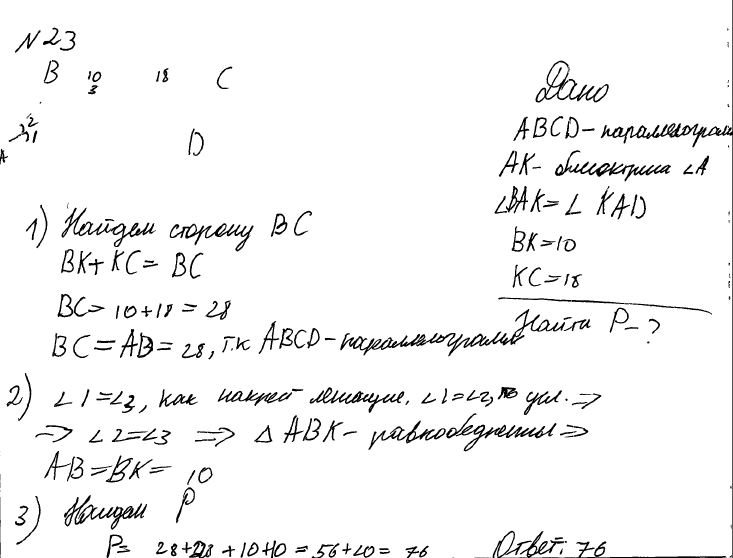 N 23
B 10 18 C
3
2
1
A D
Дано
ABCD - параллелограм
AK - биссектриса ∠A
∠BAK = ∠ KAD
BK = 10
KC = 18
Найти P - ?
1) Найдем сторону BC
BK + KC = BC
BC = 10 + 18 = 28
BC = AD = 28, т.к ABCD - параллелограмм
2) ∠1 = ∠3, как накрест лежащие, ∠1 = ∠2, по усл. ⇒
⇒ ∠2 = ∠3 ⇒ △ ABK - равнобедренный ⇒
AB = BK = 10
3) Найдем P
P = 28 + 28 + 10 + 10 = 56 + 20 = 76
Ответ: 76